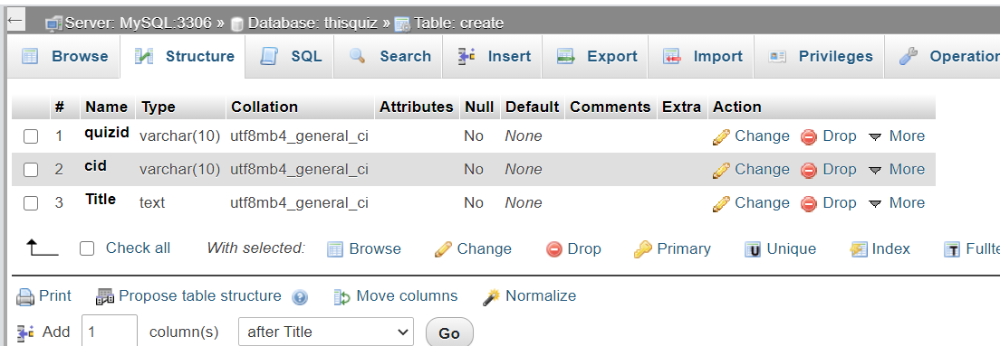 Server: MySQL:3306 » Database: thisquiz » Table: create
Browse Structure SQL Search Insert Export Import Privileges Operation
# Name Type Collation Attributes Null Default Comments Extra Action
1 quizid varchar(10) utf8mb4_general_ci No None Change Drop More
2 cid varchar(10) utf8mb4_general_ci No None Change Drop More
3 Title text utf8mb4_general_ci No None Change Drop More
Check all With selected: Browse Change Drop Primary Unique Index Fullte
Print Propose table structure Move columns Normalize
Add 1 column(s) after Title Go